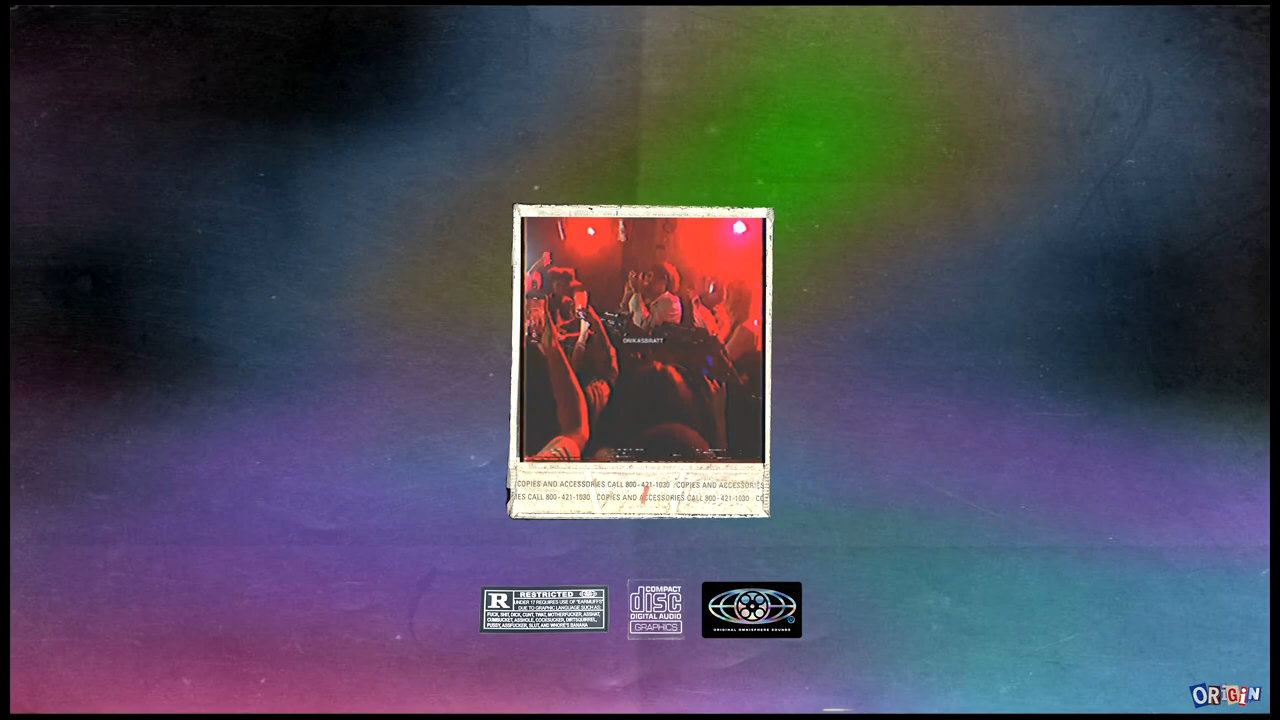 ONIKASBRATT
COPIES AND ACCESSORIES CALL 800-421-1030 COPIES AND ACCESSORIES
IES CALL 800-421-1030 COPIES AND ACCESSORIES CALL 800-421-1030 CO
R RESTRICTED
UNDER 17 REQUIRES USE OF "EARMUFFS"
DUE TO GRAPHIC LANGUAGE SUCH AS:
FUCK, SHIT, DICK, CUNT, TWAT, MOTHERFUCKER, ASSHAT,
CUMBUCKET, ASSHOLE, COCKSUCKER, DIRTSQUIRREL,
PUSSY, ASSFUCKER, SLUT, AND WHORE'S BANANA
COMPACT
disc
DIGITAL AUDIO
GRAPHICS
ORIGINAL OMNISPHERE SOUNDS
ORiGiN